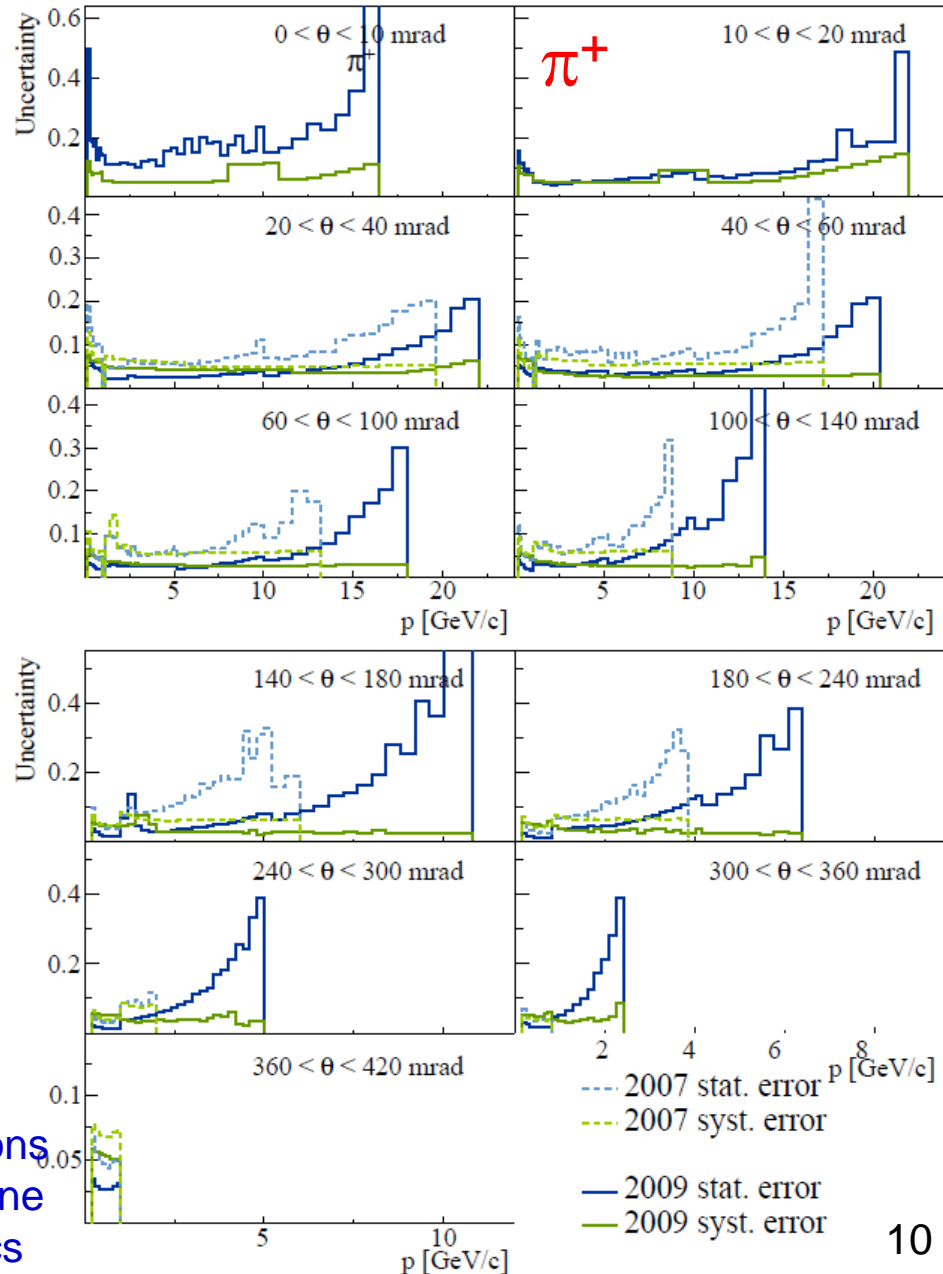 Uncertainty
0.6
0.4
0.2
0 < θ < 10 mrad
π⁺
10 < θ < 20 mrad
π⁺
0.4
0.3
0.2
0.1
20 < θ < 40 mrad
40 < θ < 60 mrad
0.4
0.3
0.2
0.1
60 < θ < 100 mrad
100 < θ < 140 mrad
5 10 15 20
5 10 15 20
p [GeV/c]
p [GeV/c]
Uncertainty
0.4
0.2
140 < θ < 180 mrad
180 < θ < 240 mrad
0.4
0.2
240 < θ < 300 mrad
300 < θ < 360 mrad
2 4 6 8
p [GeV/c]
0.1
0.05
360 < θ < 420 mrad
5 10
p [GeV/c]
2007 stat. error
2007 syst. error
2009 stat. error
2009 syst. error
ons
ne
cs
10